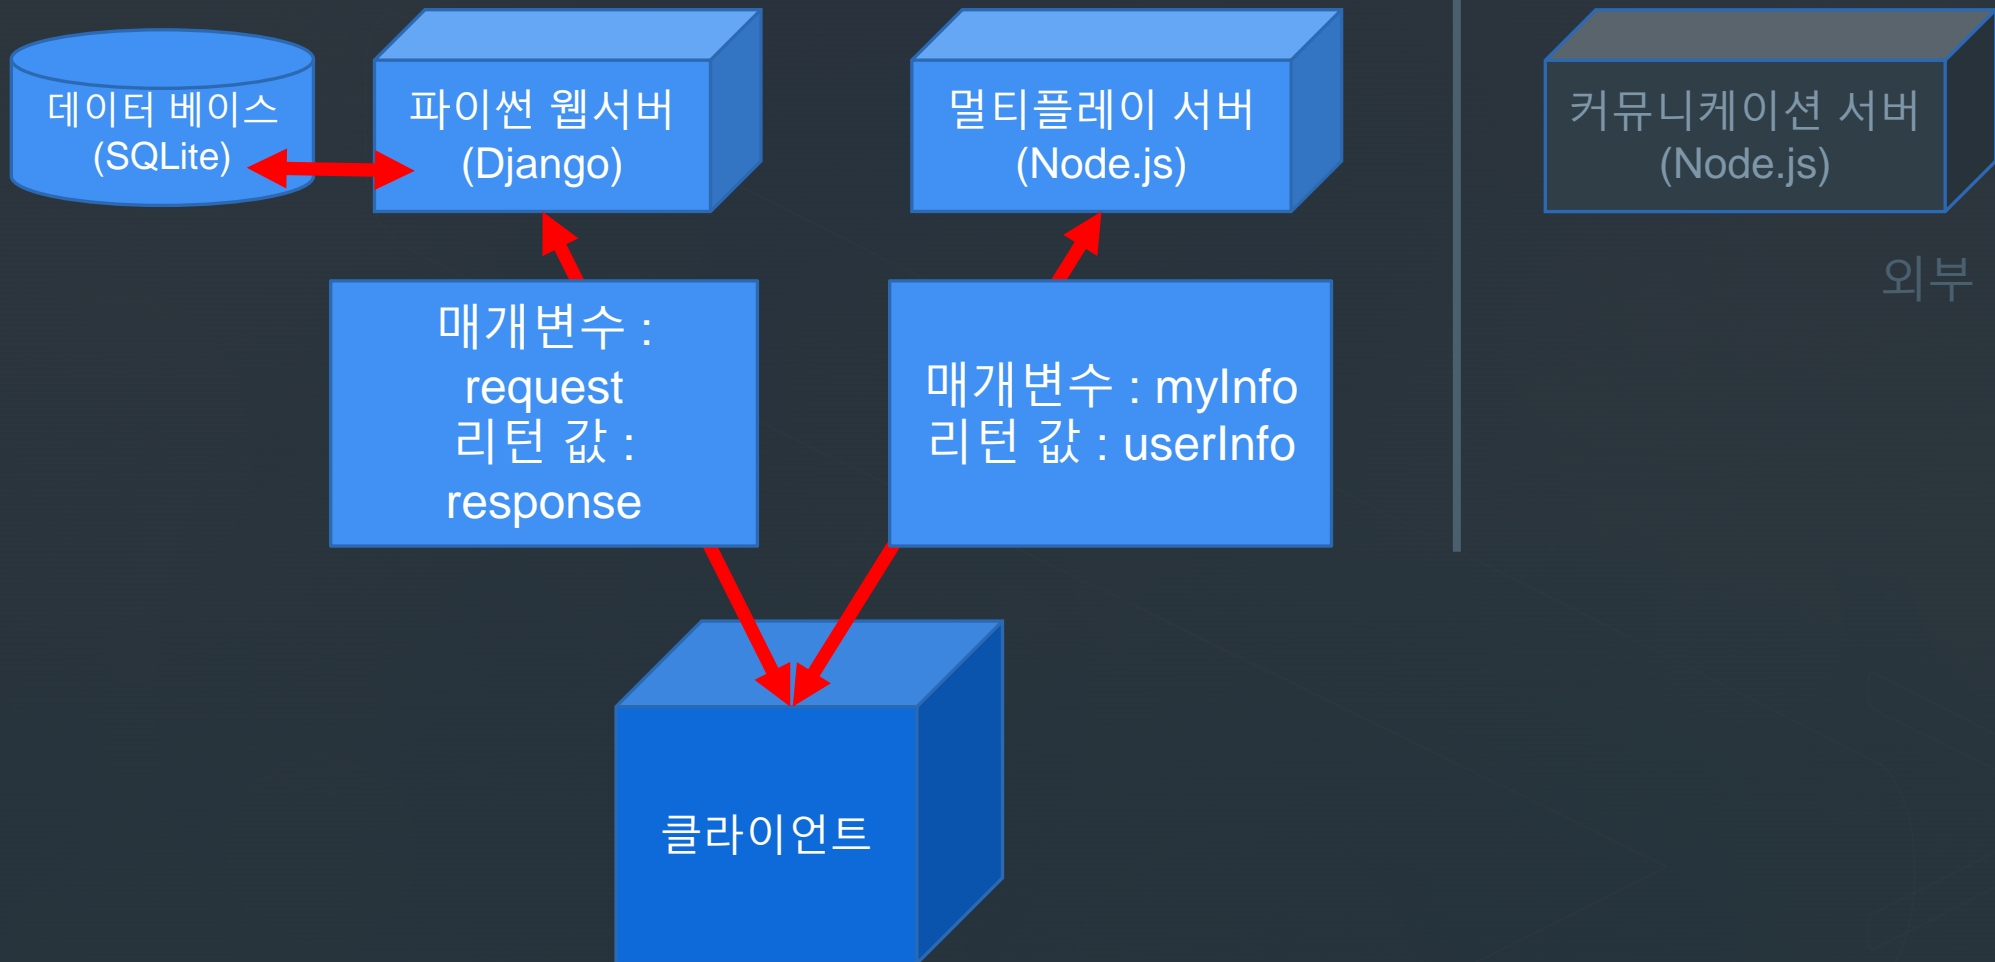 데이터 베이스
(SQLite)
파이썬 웹서버
(Django)
멀티플레이 서버
(Node.js)
커뮤니케이션 서버
(Node.js)
외부
매개변수 :
request
리턴 값 :
response
매개변수 : myInfo
리턴 값 : userInfo
클라이언트